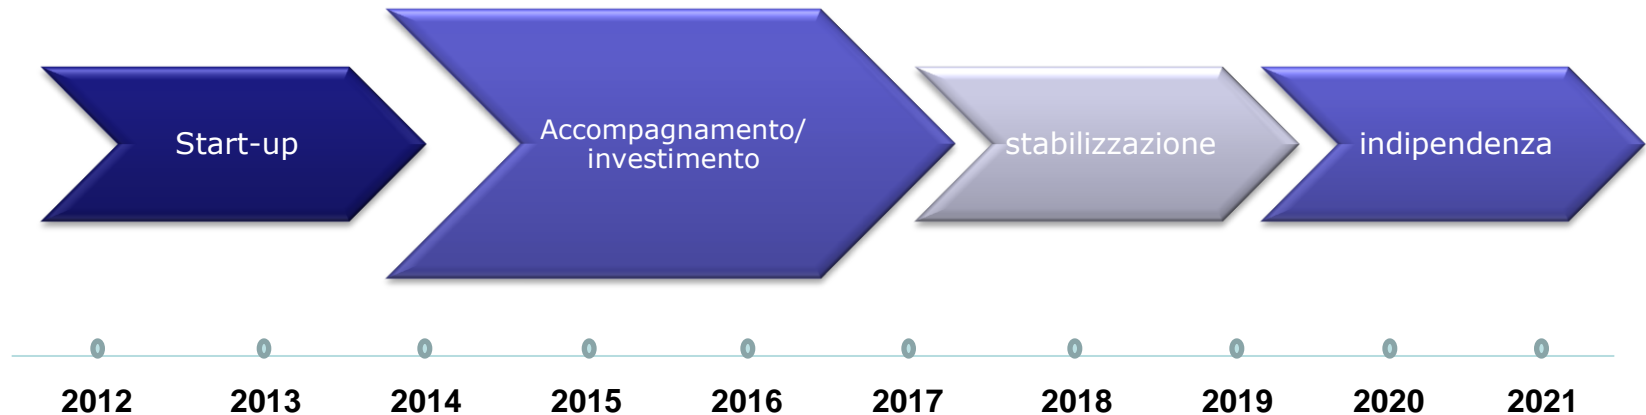 Start-up
Accompagnamento/
investimento
stabilizzazione
indipendenza
2012 2013 2014 2015 2016 2017 2018 2019 2020 2021